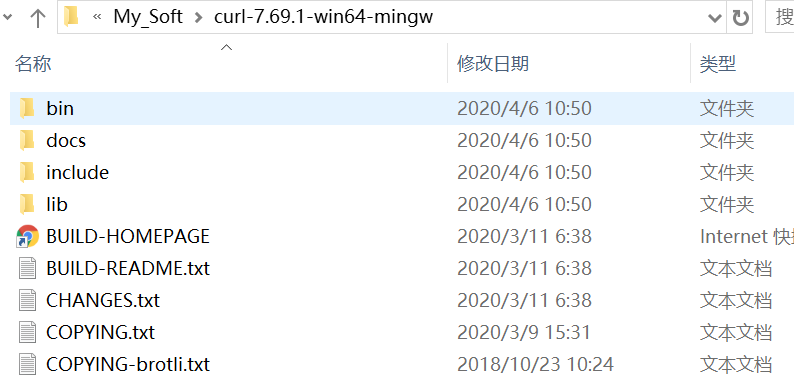 « My_Soft > curl-7.69.1-win64-mingw 搜
名称 修改日期 类型
bin 2020/4/6 10:50 文件夹
docs 2020/4/6 10:50 文件夹
include 2020/4/6 10:50 文件夹
lib 2020/4/6 10:50 文件夹
BUILD-HOMEPAGE 2020/3/11 6:38 Internet 快
BUILD-README.txt 2020/3/11 6:38 文本文档
CHANGES.txt 2020/3/11 6:38 文本文档
COPYING.txt 2020/3/9 15:31 文本文档
COPYING-brotli.txt 2018/10/23 10:24 文本文档